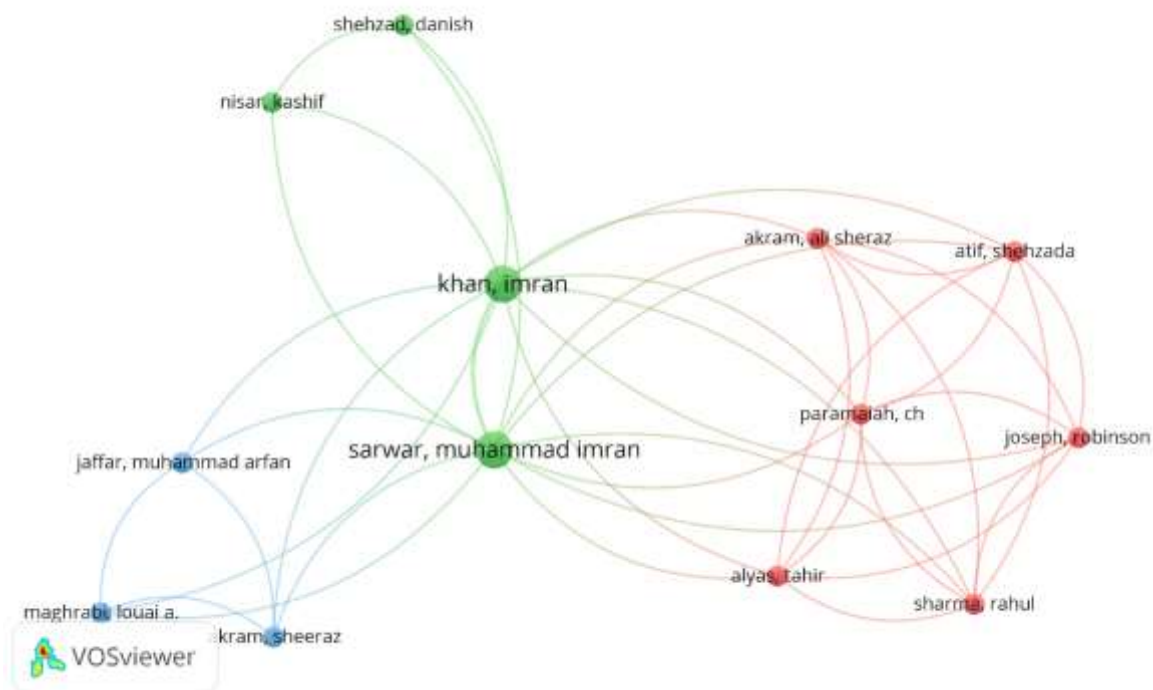 shehzad, danish
nisar, kashif
akram, ali sheraz
atif, shehzada
khan, imran
paramaiah, ch
joseph, robinson
sarwar, muhammad imran
jaffar, muhammad arfan
alyas, tahir
sharma, rahul
maghrabi, louai a.
kram, sheeraz
VOSviewer